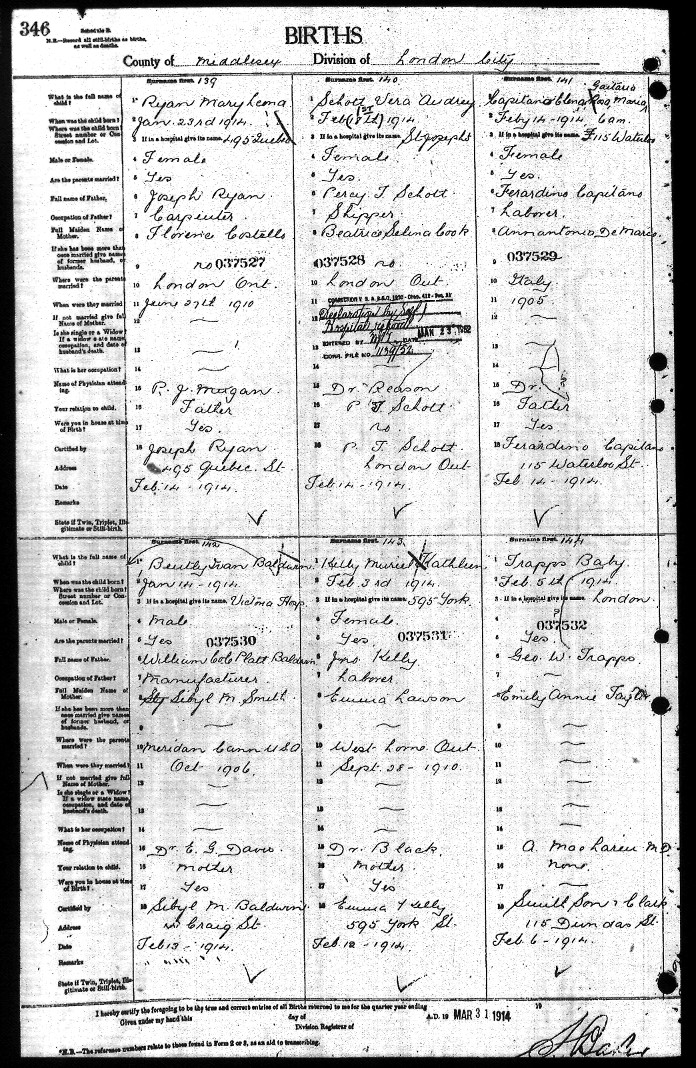 346
Schedule B.
N.B.—Record all still-births as births, as well as deaths.
BIRTHS
County of Middlesex Division of London City
Surname first. 139
What is the full name of child? 1 Ryan Mary Leona
When was the child born? 2 Jan. 23rd 1914.
Where was the child born? Street number or Concession and Lot. 3 If in a hospital give its name. 495 Quebec
Male or Female. 4 Female
Are the parents married? 5 Yes
Full name of Father. 6 Joseph Ryan
Occupation of Father? 7 Carpenter
Full Maiden Name of Mother. 8 Florence Costello
If she has been more than once married give names of former husband, or husbands. 9 no 037527
Where were the parents married? 10 London Ont.
When were they married? 11 June 27th 1910
If not married give full Name of Mother. 12 —
Is she single or a Widow? If a widow state name, occupation, and date of husband's death. 13 —
What is her occupation? 14 —
Name of Physician attending. 15 P. J. Morgan
Your relation to child. 16 Father
Were you in house at time of Birth? 17 Yes.
Certified by 18 Joseph Ryan
Address 495 Quebec. St.
Date Feb. 14 - 1914.
Remarks
State if Twin, Triplet, Illegitimate or Still-birth.
Surname first. 140
1 Schott Vera Audrey
2 Feb (8th) 1st 1914
3 If in a hospital give its name. St. Josephs
4 Female
5 Yes.
6 Percy T Schott
7 Shipper
8 Beatrice Selina Cook
9 037528 no
10 London Ont
11
Declaration by
Hospital record
ENTERED BY DATE MAR 23 1952
CORR. FILE NO.
14 —
15 Dr. Reason
16 P T Schott
17 no
18 P. T. Schott.
London Ont
Feb. 14 - 1914.
Surname first. 141
Gaetario
Capitano Elena Rosa Maria
2 Feby 14 - 1914. 6am.
3 If in a hospital give its name. 115 Waterloo
4 Female
5 Yes.
6 Ferardino Capitano
7 Laborer.
8 Annantonio De Mario
037529
9
10 Italy
11 1905
12 —
13
14
15 Dr. ?
16 Father
17 Yes
18 Ferardino Capitano
115 Waterloo St.
Feb. 14 - 1914.
Surname first. 142
What is the full name of child? 1 Bently Ivan Baldwin
When was the child born? 2 Jan 14 - 1914.
Where was the child born? Street number or Concession and Lot. 3 If in a hospital give its name. Victoria Hosp.
Male or Female. 4 Male
Are the parents married? 5 Yes 037530
Full name of Father. 6 William Platt Baldwin
Occupation of Father? 7 Manufacturer
Full Maiden Name of Mother. 8 Sibyl M. Smith
If she has been more than once married give names of former husband, or husbands. 9 —
Where were the parents married? 10 Meridan Conn U.S.A
When were they married? 11 Oct 1906.
If not married give full Name of Mother. 12 —
Is she single or a Widow? If a widow state name, occupation, and date of husband's death. 13 —
What is her occupation? 14 —
Name of Physician attending. 15 Dr. E. G. Davis.
Your relation to child. 16 mother
Were you in house at time of Birth? 17 Yes
Certified by 18 Sibyl M. Baldwin
Address Craig St.
Date Feb 13 - 1914.
Remarks " " " "
State if Twin, Triplet, Illegitimate or Still-birth.
Surname first. 143
1 Kelly Muriel Kathleen
2 Feb. 3rd 1914.
3 If in a hospital give its name. 595 York.
4 Female
5 Yes. 037531
6 Jno Kelly
7 Laborer.
8 Emma Lawson
9 —
10 West Lorne Ont.
11 Sept. 28 - 1910.
12 —
13 —
14 —
15 Dr Black
16 Mother.
17 Yes
18 Emma Kelly
595 York St.
Feb. 12 - 1914.
Surname first. 144
1 Trapps Baby
2 Feb 5th 1914
3 If in a hospital give its name. London.
4 ?
037532
5 Yes.
6 Geo. W. Trapps.
7 —
8 Emily Annie Taylor
9 —
10 —
11 —
12 —
13
14 —
15 A. MacLaren M.D
16 none
17 —
18 Smith Son & Clark
115 Dundas St.
Feb. 6 - 1914.
I hereby certify the foregoing to be the true and correct entries of all Births returned to me for the quarter year ending 19
Given under my hand this day of A.D. 19 MAR 31 1914
Division Registrar of
*N.B.—The reference numbers relate to those found in Form 2 or 3, as an aid to transcribing.